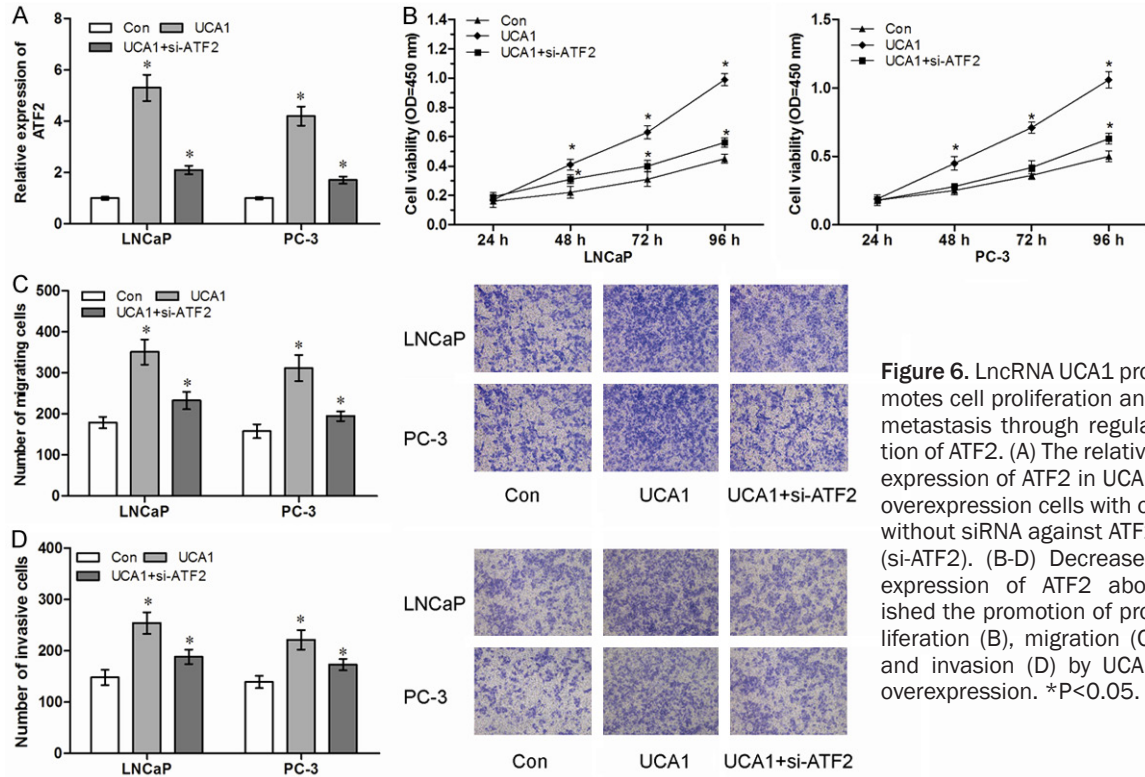 A
Con
UCA1
UCA1+si-ATF2
Relative expression of
ATF2
8
6
4
2
0
*
*
*
*
LNCaP
PC-3
B
Con
UCA1
UCA1+si-ATF2
Cell viability (OD=450 nm)
1.4
1.2
1.0
0.8
0.6
0.4
0.2
0.0
*
*
*
*
*
*
24 h
48 h
72 h
96 h
LNCaP
Con
UCA1
UCA1+si-ATF2
Cell viability (OD=450 nm)
1.5
1.0
0.5
0.0
*
*
*
*
24 h
48 h
72 h
96 h
PC-3
C
Con
UCA1
UCA1+si-ATF2
Number of migrating cells
500
400
300
200
100
0
*
*
*
*
LNCaP
PC-3
LNCaP
PC-3
Con
UCA1
UCA1+si-ATF2
D
Con
UCA1
UCA1+si-ATF2
Number of invasive cells
400
300
200
100
0
*
*
*
*
LNCaP
PC-3
LNCaP
PC-3
Con
UCA1
UCA1+si-ATF2
Figure 6. LncRNA UCA1 pro
motes cell proliferation an
metastasis through regula
tion of ATF2. (A) The relative
expression of ATF2 in UCA
overexpression cells with o
without siRNA against ATF
(si-ATF2). (B-D) Decrease
expression of ATF2 abo
ished the promotion of pro
liferation (B), migration (C
and invasion (D) by UCA
overexpression. *P<0.05.